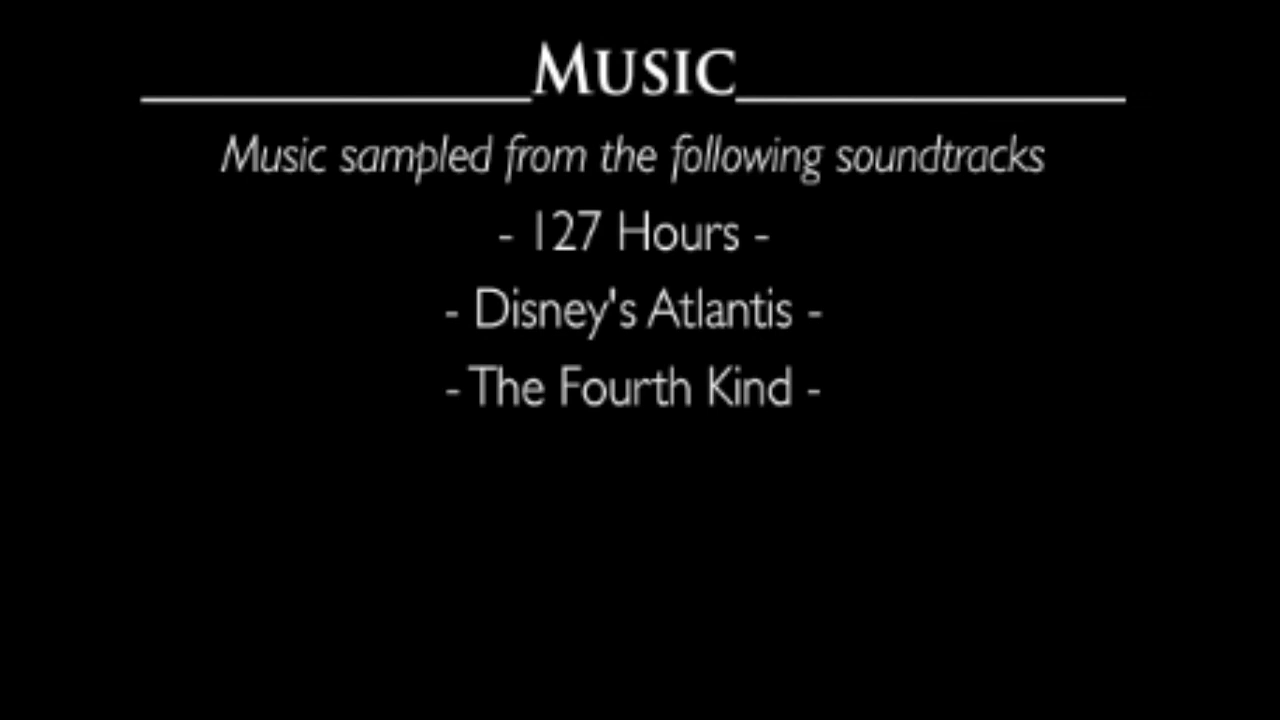 Music
Music sampled from the following soundtracks
- 127 Hours -
- Disney's Atlantis -
- The Fourth Kind -